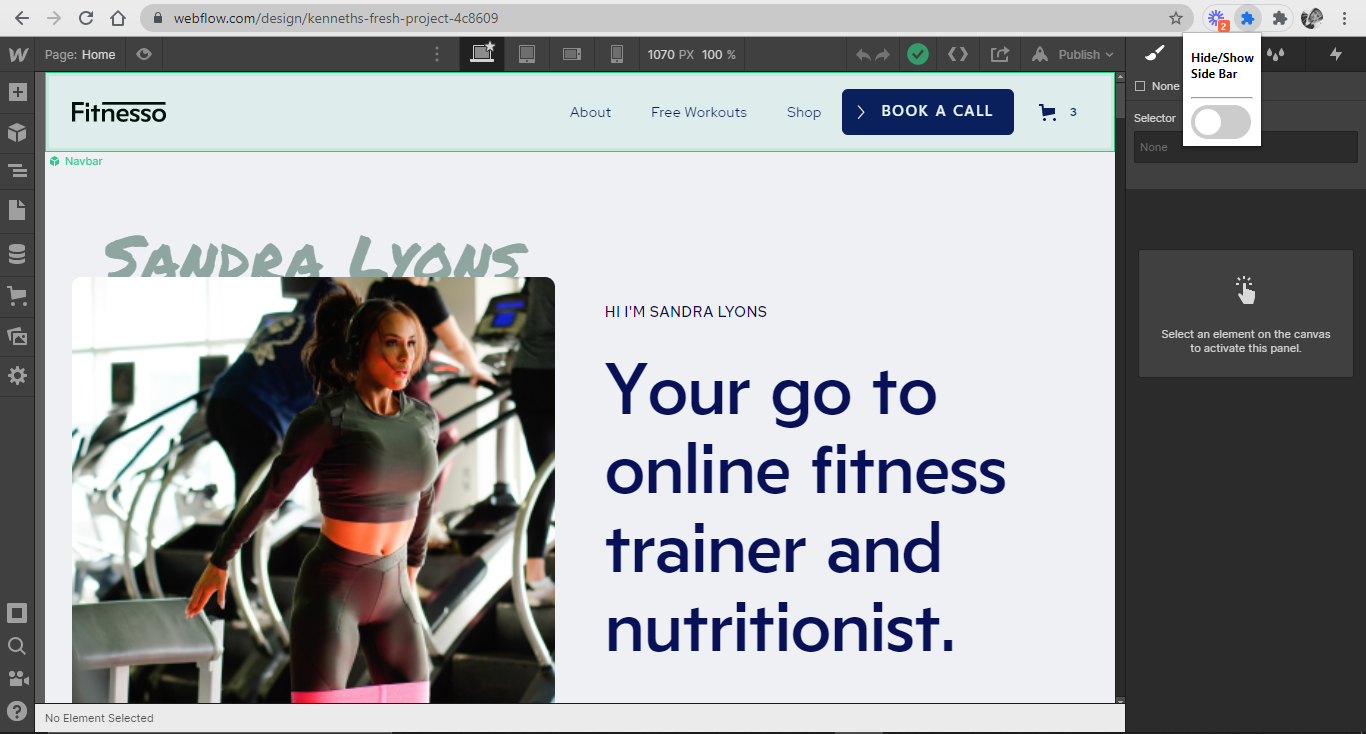 webflow.com/design/kenneths-fresh-project-4c8609
2
Page: Home
1070 PX 100 %
Publish
Hide/Show
Side Bar
None
Selector
None
Fitnesso
About
Free Workouts
Shop
BOOK A CALL
3
Navbar
Sandra Lyons
HI I'M SANDRA LYONS
Your go to
online fitness
trainer and
nutritionist.
Select an element on the canvas
to activate this panel.
No Element Selected